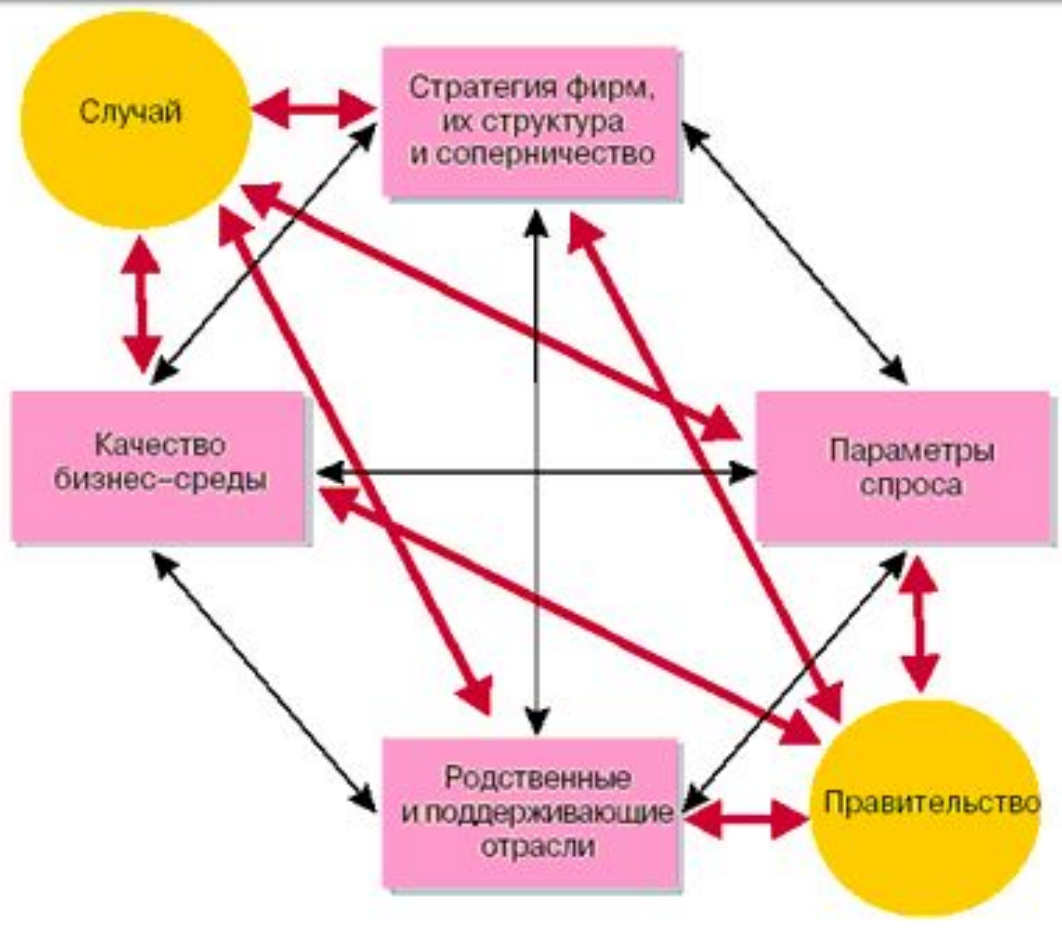 Случай
Стратегия фирм,
их структура
и соперничество
Качество
бизнес-среды
Параметры
спроса
Родственные
и поддерживающие
отрасли
Правительство